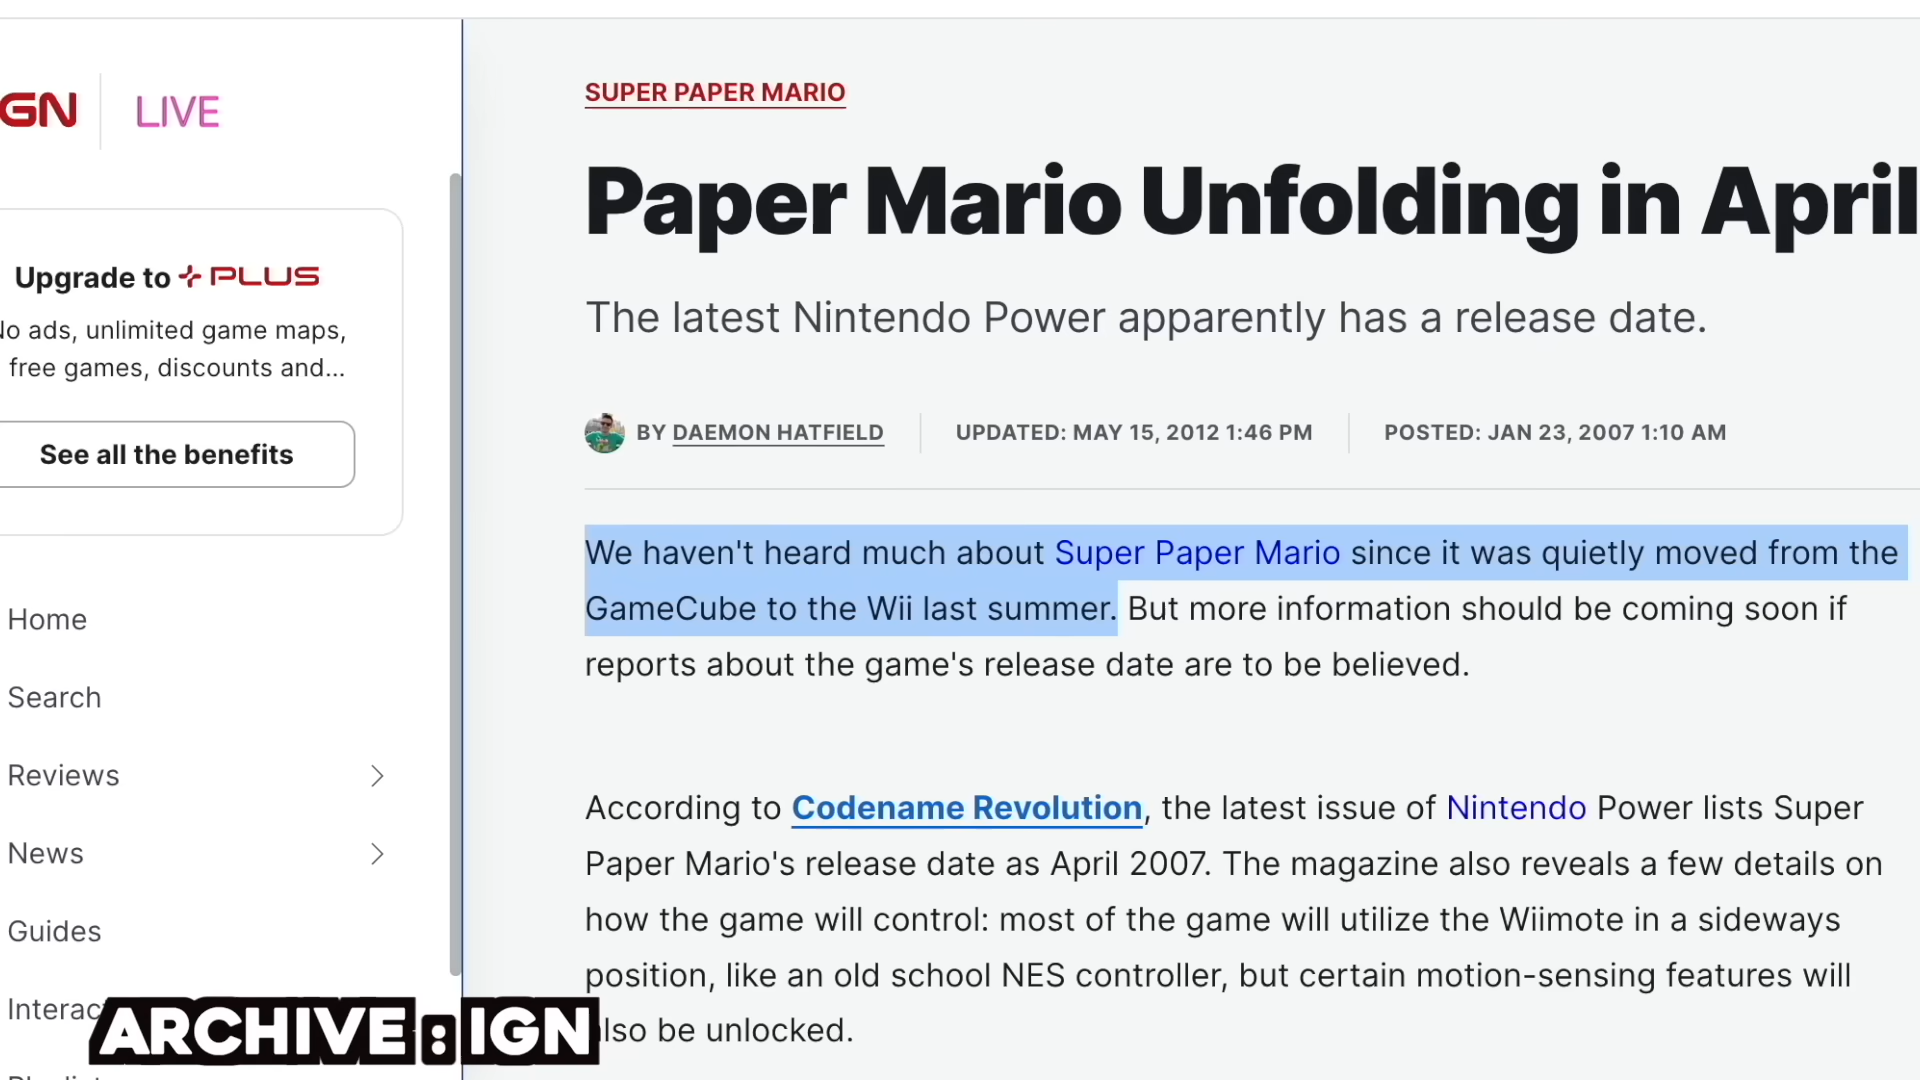 GN LIVE
Upgrade to PLUS
No ads, unlimited game maps,
free games, discounts and...
See all the benefits
Home
Search
Reviews
News
Guides
Interac
SUPER PAPER MARIO
Paper Mario Unfolding in April
The latest Nintendo Power apparently has a release date.
BY DAEMON HATFIELD
UPDATED: MAY 15, 2012 1:46 PM
POSTED: JAN 23, 2007 1:10 AM
We haven't heard much about Super Paper Mario since it was quietly moved from the
GameCube to the Wii last summer. But more information should be coming soon if
reports about the game's release date are to be believed.
According to Codename Revolution, the latest issue of Nintendo Power lists Super
Paper Mario's release date as April 2007. The magazine also reveals a few details on
how the game will control: most of the game will utilize the Wiimote in a sideways
position, like an old school NES controller, but certain motion-sensing features will
also be unlocked.
ARCHIVE: IGN